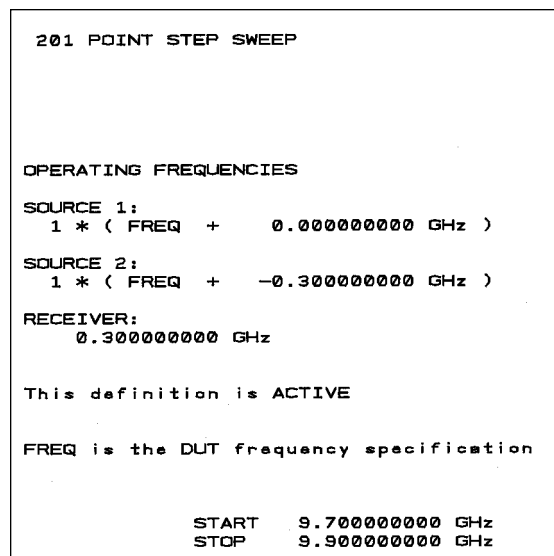 201 POINT STEP SWEEP
OPERATING FREQUENCIES
SOURCE 1:
1 * ( FREQ + 0.000000000 GHz )
SOURCE 2:
1 * ( FREQ + -0.300000000 GHz )
RECEIVER:
0.300000000 GHz
This definition is ACTIVE
FREQ is the DUT frequency specification
START 9.700000000 GHz
STOP 9.900000000 GHz